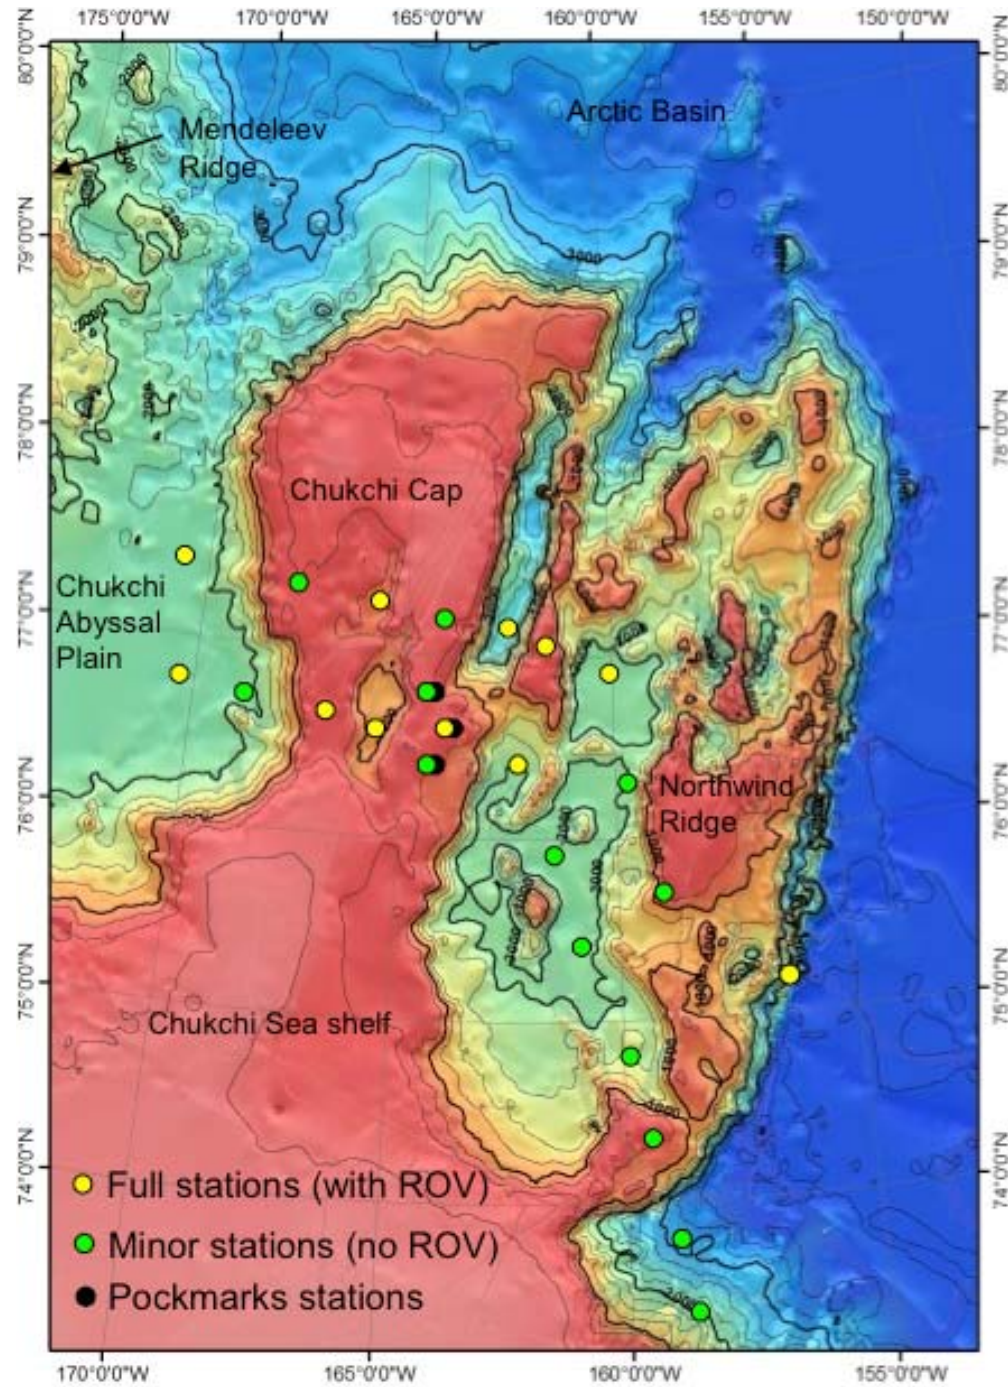 175°0'0"W 170°0'0"W 165°0'0"W 160°0'0"W 155°0'0"W 150°0'0"W
80°0'0"N
80°0'0"N
Arctic Basin
Mendeleev
Ridge
79°0'0"N
79°0'0"N
3000
78°0'0"N
78°0'0"N
Chukchi Cap
Chukchi
Abyssal
Plain
77°0'0"N
77°0'0"N
Northwind
Ridge
76°0'0"N
76°0'0"N
75°0'0"N
75°0'0"N
Chukchi Sea shelf
74°0'0"N
74°0'0"N
Full stations (with ROV)
Minor stations (no ROV)
Pockmarks stations
170°0'0"W 165°0'0"W 160°0'0"W 155°0'0"W